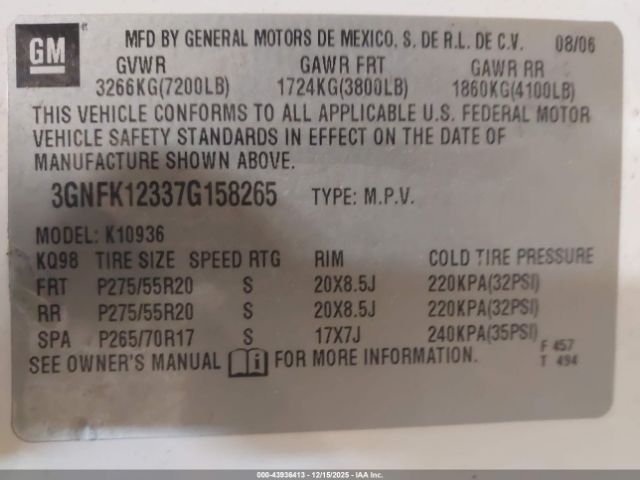 GM
MFD BY GENERAL MOTORS DE MEXICO, S. DE R.L. DE C.V. 08/06
GVWR GAWR FRT GAWR RR
3266KG(7200LB) 1724KG(3800LB) 1860KG(4100LB)
THIS VEHICLE CONFORMS TO ALL APPLICABLE U.S. FEDERAL MOTOR
VEHICLE SAFETY STANDARDS IN EFFECT ON THE DATE OF
MANUFACTURE SHOWN ABOVE.
3GNFK12337G158265 TYPE: M.P.V.
MODEL: K10936
KQ98 TIRE SIZE SPEED RTG RIM COLD TIRE PRESSURE
FRT P275/55R20 S 20X8.5J 220KPA(32PSI)
RR P275/55R20 S 20X8.5J 220KPA(32PSI)
SPA P265/70R17 S 17X7J 240KPA(35PSI)
F 457
SEE OWNER'S MANUAL i FOR MORE INFORMATION. T 494
000-43936413 - 12/15/2025 - IAA Inc.